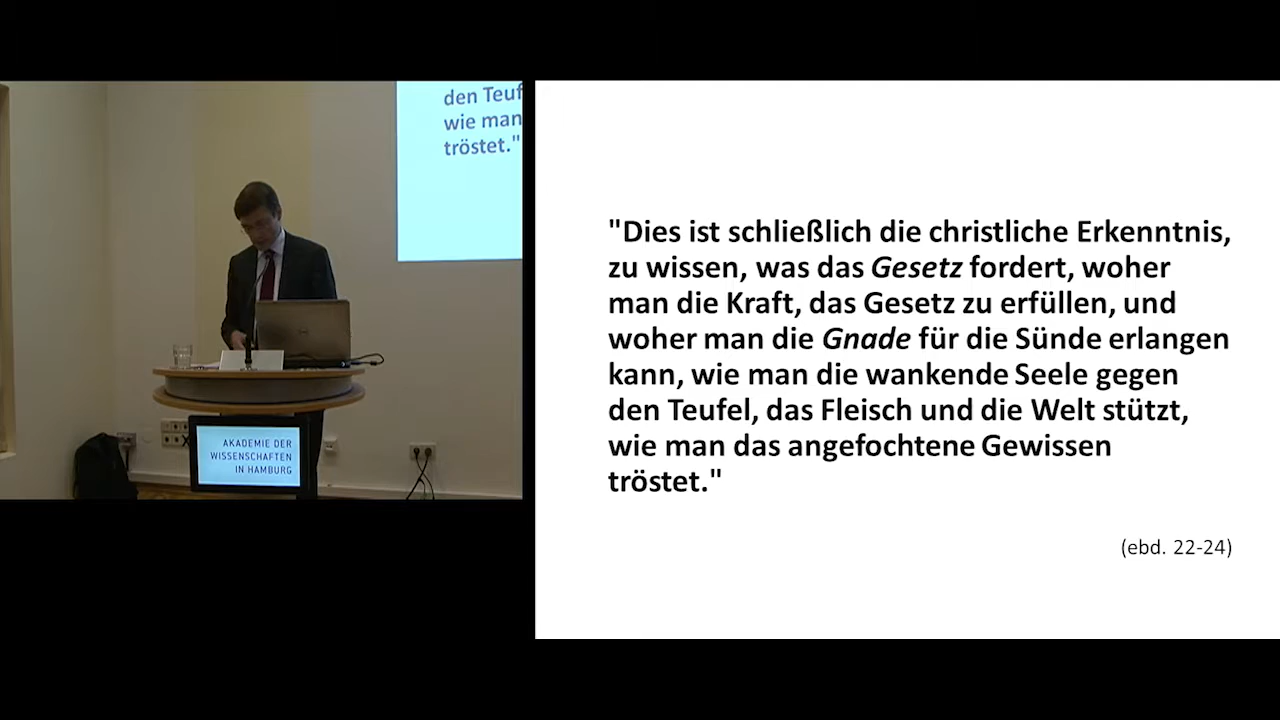 den Teuf
wie man
tröstet."
AKADEMIE DER
WISSENSCHAFTEN
IN HAMBURG
"Dies ist schließlich die christliche Erkenntnis,
zu wissen, was das Gesetz fordert, woher
man die Kraft, das Gesetz zu erfüllen, und
woher man die Gnade für die Sünde erlangen
kann, wie man die wankende Seele gegen
den Teufel, das Fleisch und die Welt stützt,
wie man das angefochtene Gewissen
tröstet."
(ebd. 22-24)